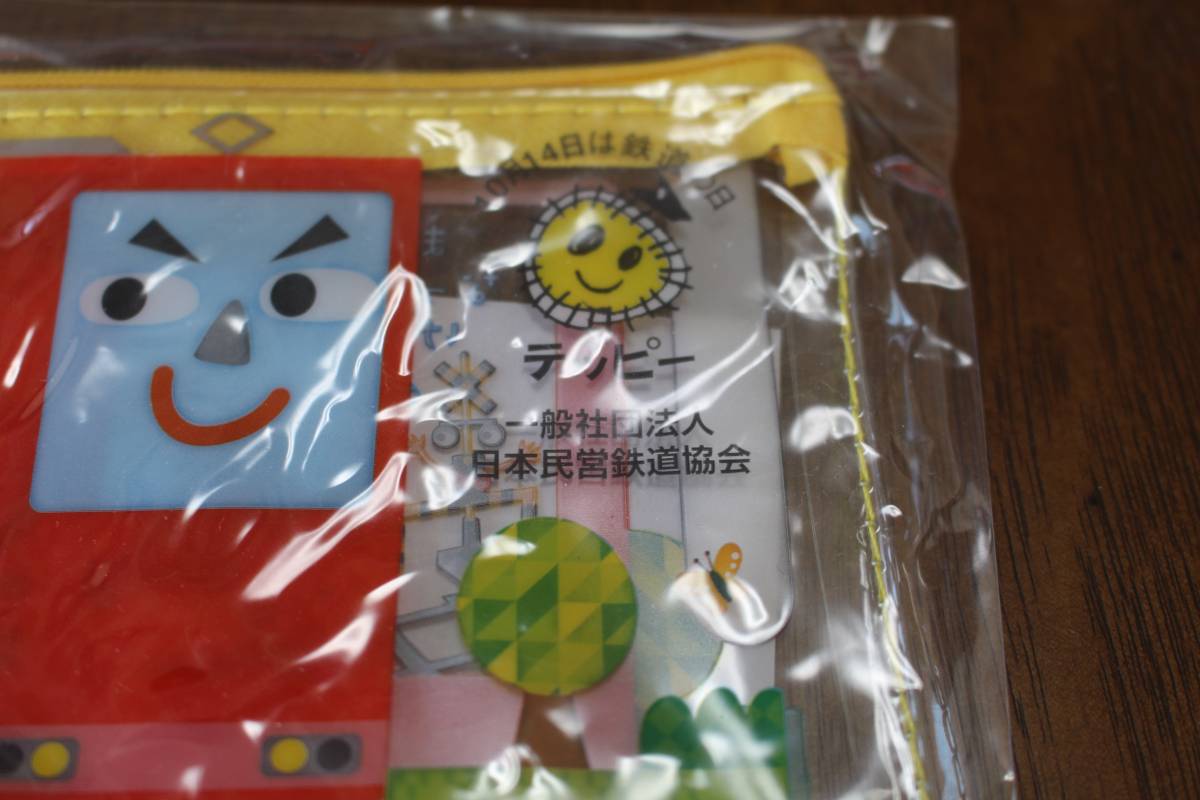 10月14日は鉄道の日
テッピー
一般社団法人
日本民営鉄道協会